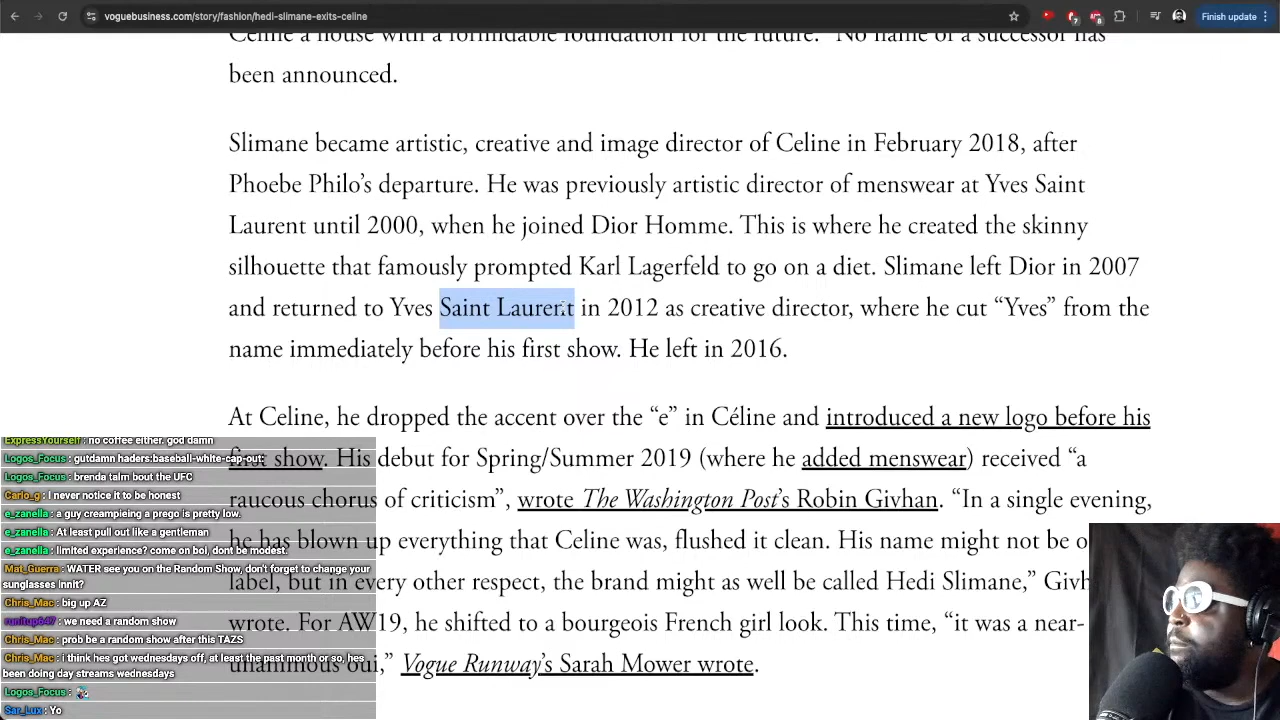 voguebusiness.com/story/fashion/hedi-slimane-exits-celine
Finish update
Celine a house with a formidable foundation for the future.” No name of a successor has
been announced.
Slimane became artistic, creative and image director of Celine in February 2018, after
Phoebe Philo’s departure. He was previously artistic director of menswear at Yves Saint
Laurent until 2000, when he joined Dior Homme. This is where he created the skinny
silhouette that famously prompted Karl Lagerfeld to go on a diet. Slimane left Dior in 2007
and returned to Yves Saint Laurent in 2012 as creative director, where he cut “Yves” from the
name immediately before his first show. He left in 2016.
At Celine, he dropped the accent over the “e” in Céline and introduced a new logo before his
first show. His debut for Spring/Summer 2019 (where he added menswear) received “a
raucous chorus of criticism”, wrote The Washington Post’s Robin Givhan. “In a single evening,
he has blown up everything that Celine was, flushed it clean. His name might not be o
label, but in every other respect, the brand might as well be called Hedi Slimane,” Givh
wrote. For AW19, he shifted to a bourgeois French girl look. This time, “it was a near-
unanimous oui,” Vogue Runway’s Sarah Mower wrote.
ExpressYourself : no coffee either. god damn
Logos_Focus : gutdamn haders:baseball-white-cap-out:
Logos_Focus : brenda talm bout the UFC
Carlo_g : I never notice it to be honest
e_zanella : a guy creampieing a prego is pretty low.
e_zanella : At least pull out like a gentleman
e_zanella : limited experience? come on boi, dont be modest.
Mat_Guerra : WATER see you on the Random Show, don't forget to change your
sunglasses innit?
Chris_Mac : big up AZ
runitup647 : we need a random show
Chris_Mac : prob be a random show after this TAZS
Chris_Mac : i think hes got wednesdays off, at least the past month or so, hes
been doing day streams wednesdays
Logos_Focus :
Sar_Lux : Yo